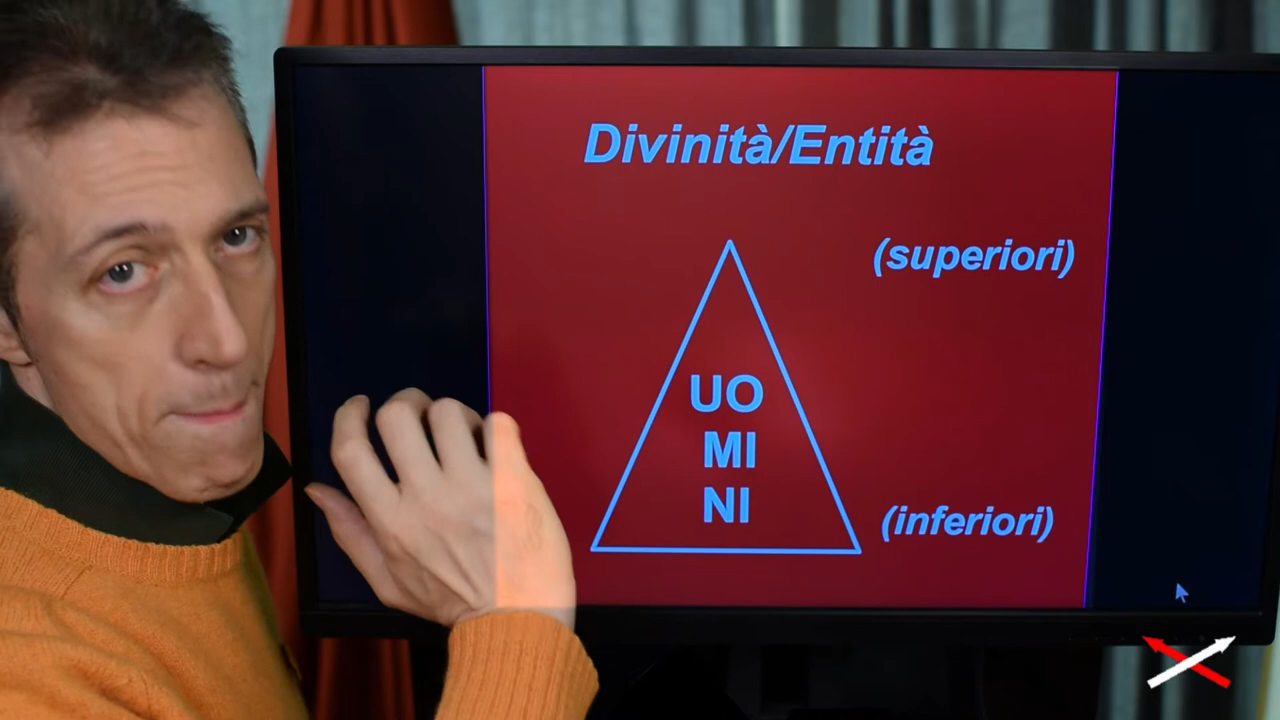 Divinità/Entità
(superiori)
UO
MI
NI
(inferiori)